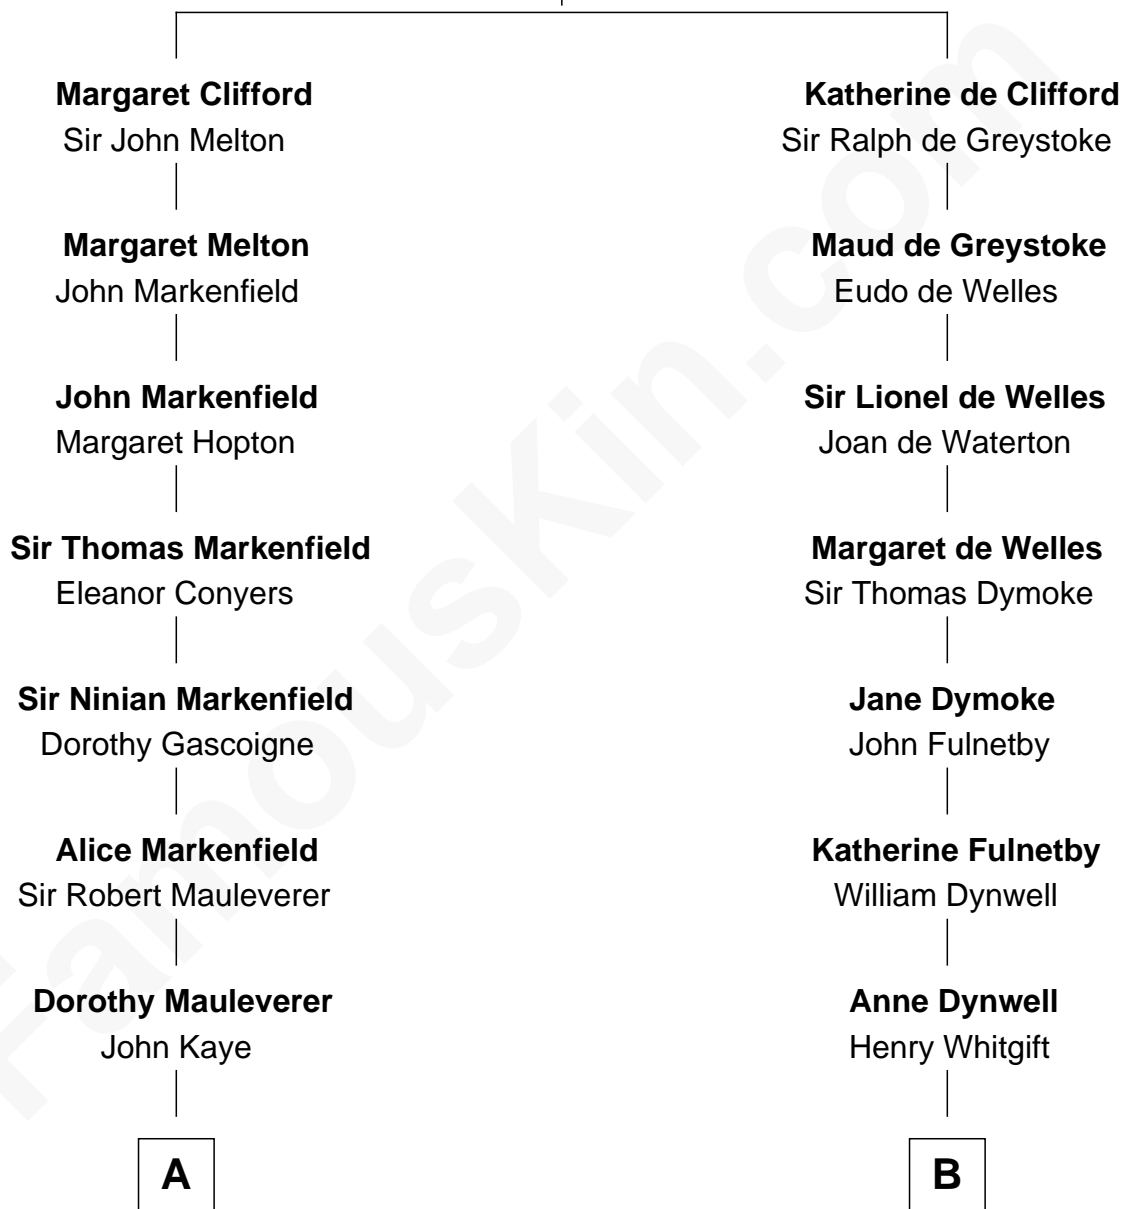 Margaret Clifford
Sir John Melton
Margaret Melton
John Markenfield
John Markenfield
Margaret Hopton
Sir Thomas Markenfield
Eleanor Conyers
Sir Ninian Markenfield
Dorothy Gascoigne
Alice Markenfield
Sir Robert Mauleverer
Dorothy Mauleverer
John Kaye
A
Katherine de Clifford
Sir Ralph de Greystoke
Maud de Greystoke
Eudo de Welles
Sir Lionel de Welles
Joan de Waterton
Margaret de Welles
Sir Thomas Dymoke
Jane Dymoke
John Fulnetby
Katherine Fulnetby
William Dynwell
Anne Dynwell
Henry Whitgift
B
FamousKin.com